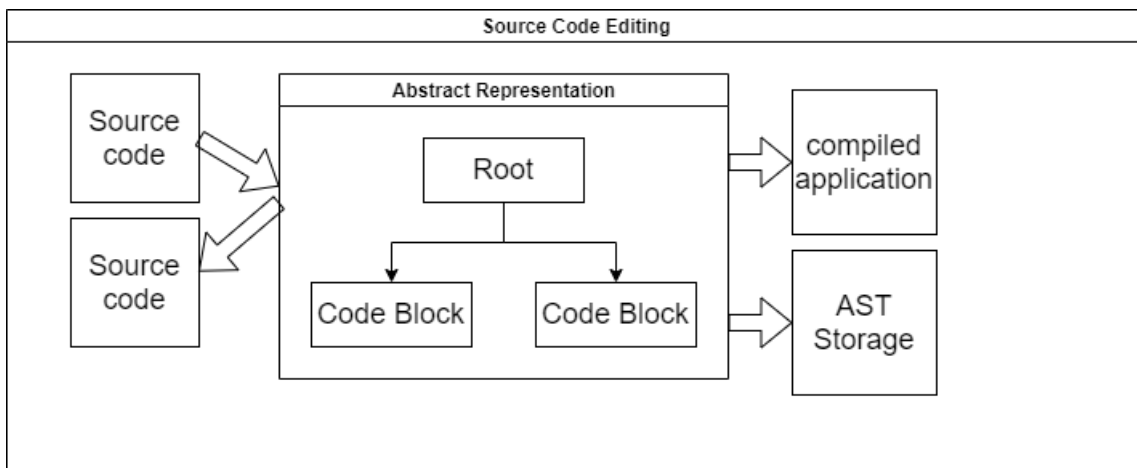 Source Code Editing
Source
code
Source
code
Abstract Representation
Root
Code Block
Code Block
compiled
application
AST
Storage